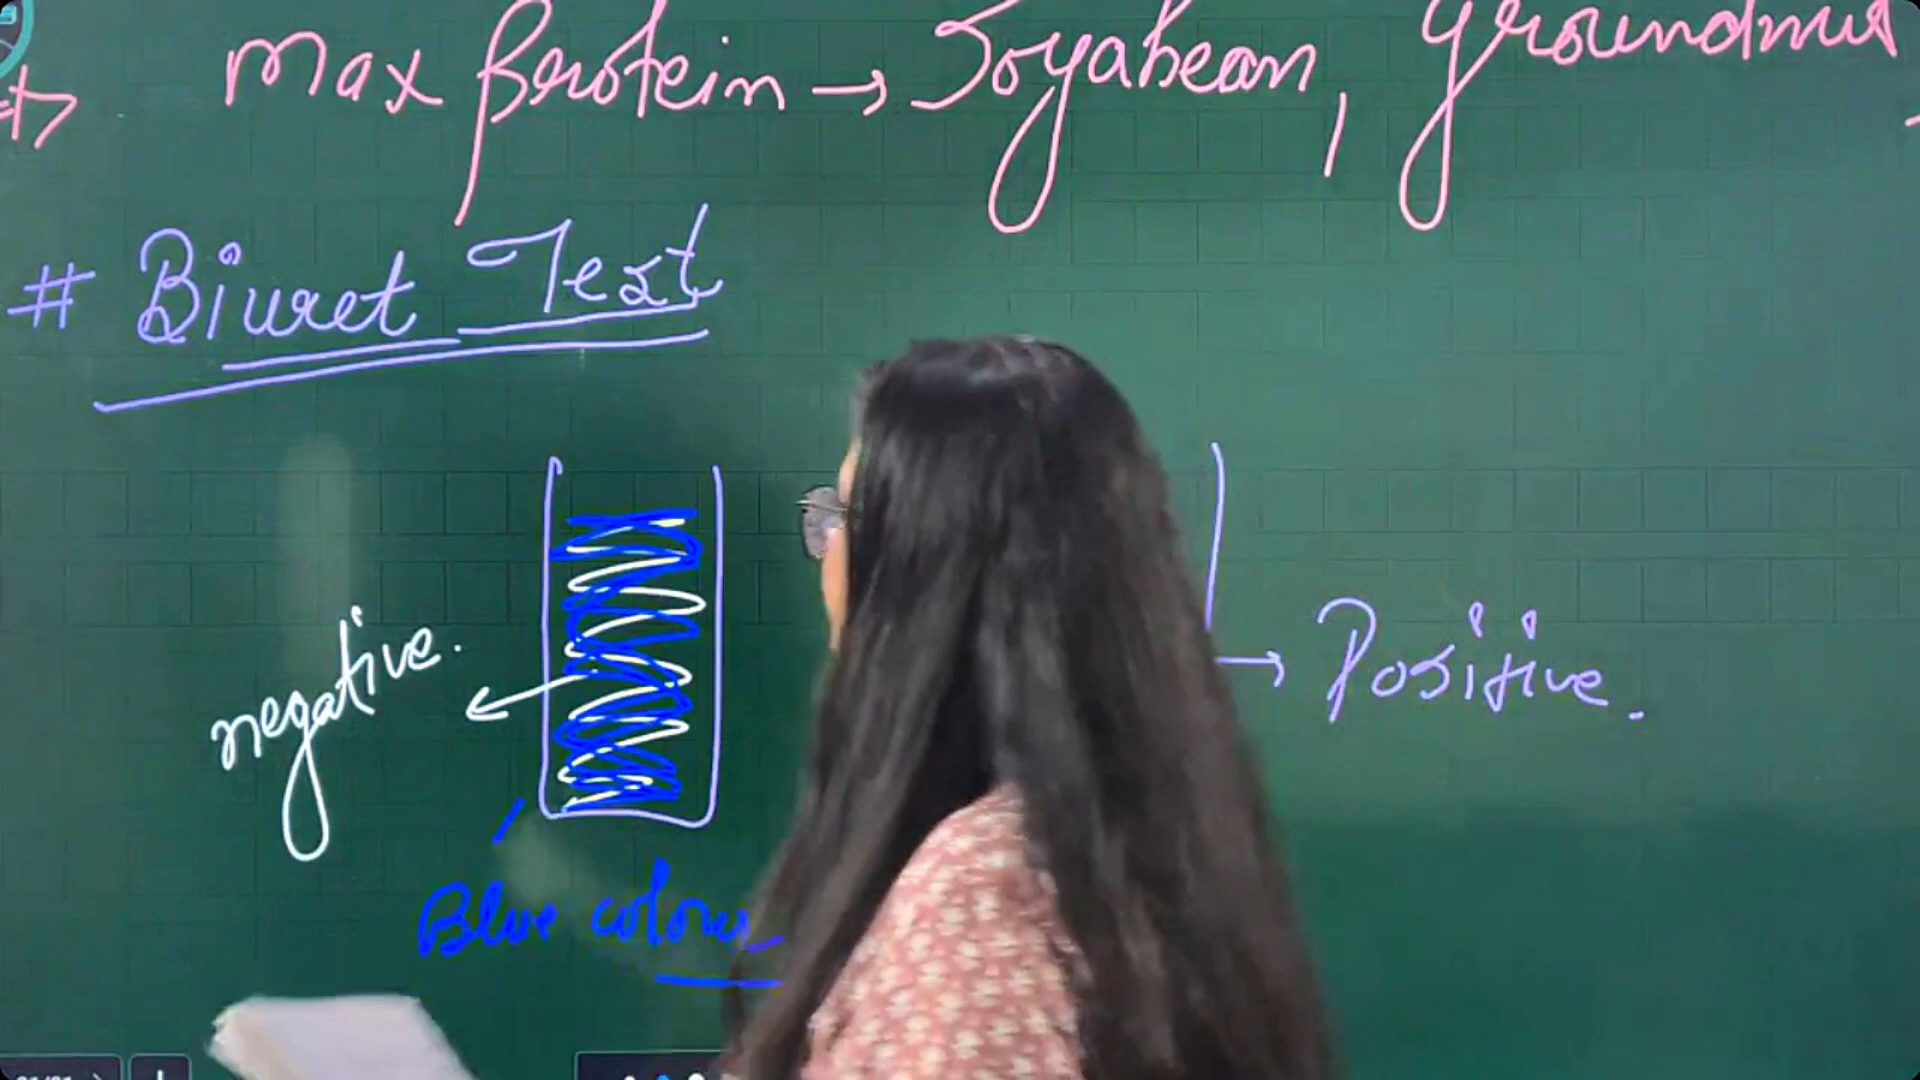 => Max Protein → Soyabean, groundnut
# Biuret Test
negative.
→ Positive.
Blue colour